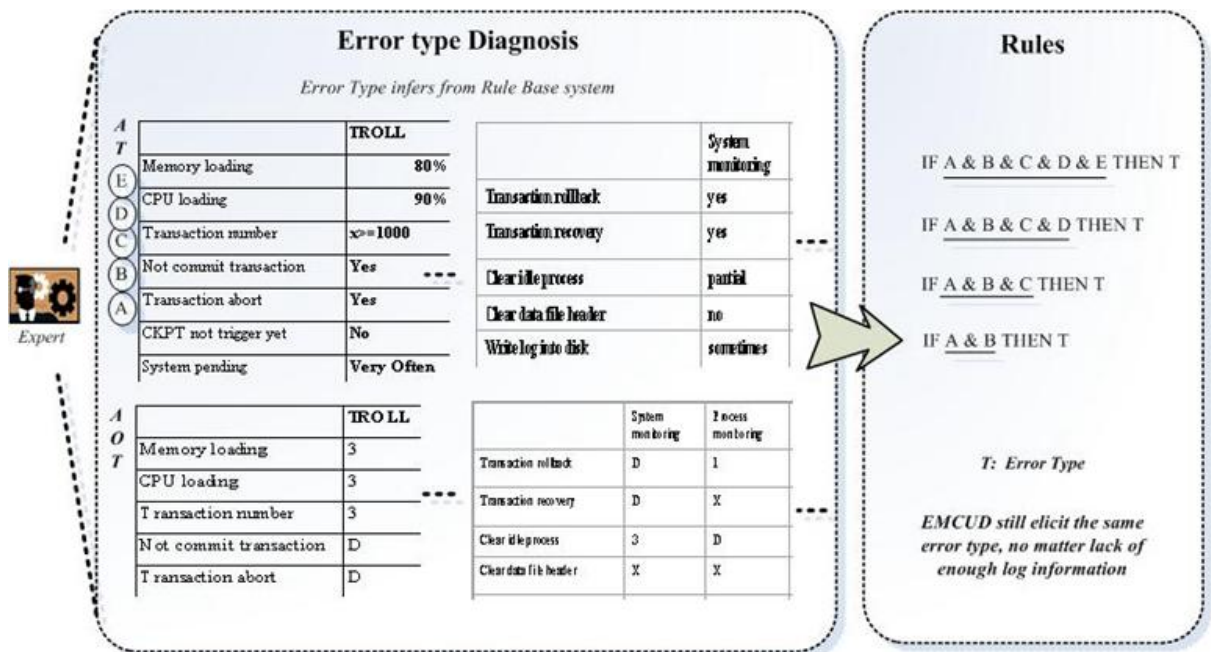 Error type Diagnosis
Error Type infers from Rule Base system
A
T
TROLL
E
Memory loading 80%
D
CPU loading 90%
C
Transaction number x>=1000
B
Not commit transaction Yes
A
Transaction abort Yes
CKPT not trigger yet No
System pending Very Often
System
monitoring
Transaction rollback yes
Transaction recovery yes
Clear idle process partial
Clear data file header no
Write log into disk sometimes
Expert
A
O
T
TROLL
Memory loading 3
CPU loading 3
Transaction number 3
Not commit transaction D
Transaction abort D
System Process
monitoring monitoring
Transaction rollback D 1
Transaction recovery D X
Clear idle process 3 D
Clear data file header X X
Rules
IF A & B & C & D & E THEN T
IF A & B & C & D THEN T
IF A & B & C THEN T
IF A & B THEN T
T: Error Type
EMCUD still elicit the same
error type, no matter lack of
enough log information